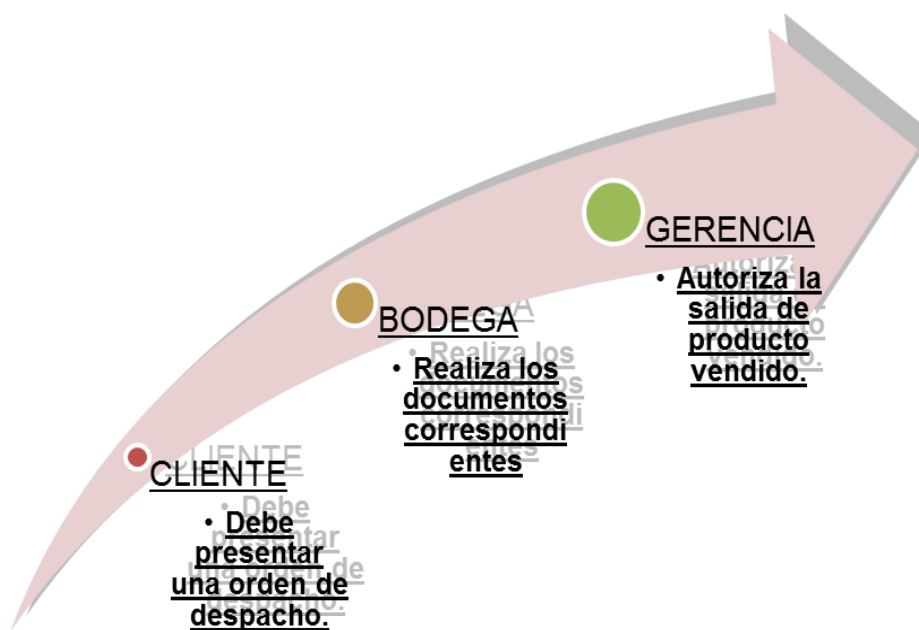 CLIENTE
• Debe
presentar
una orden de
despacho.
BODEGA
• Realiza los
documentos
correspondi
entes
GERENCIA
• Autoriza la
salida de
producto
vendido.